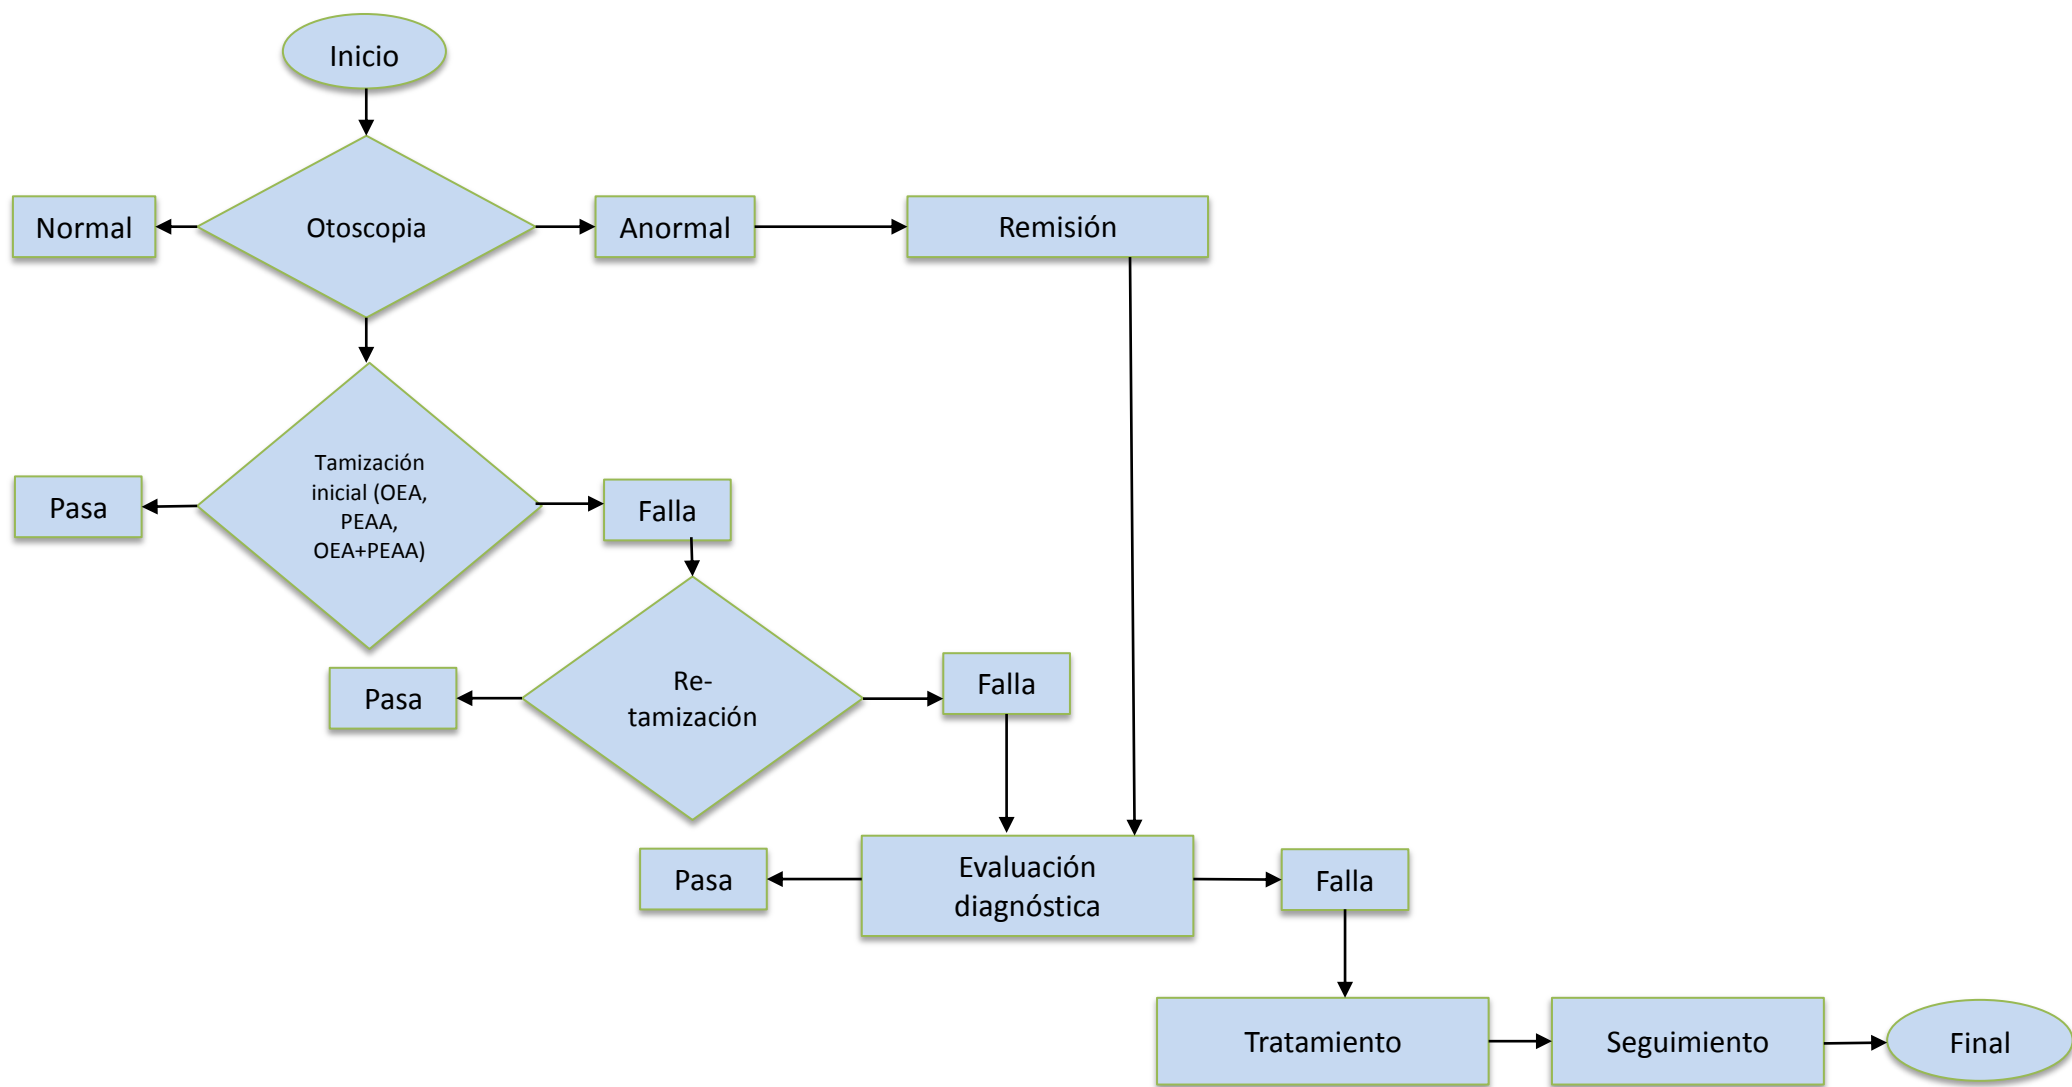 Inicio
Normal
Otoscopia
Anormal
Remisión
Tamización
inicial (OEA,
PEAA,
OEA+PEAA)
Pasa
Falla
Pasa
Re-
tamización
Falla
Pasa
Evaluación
diagnóstica
Falla
Tratamiento
Seguimiento
Final